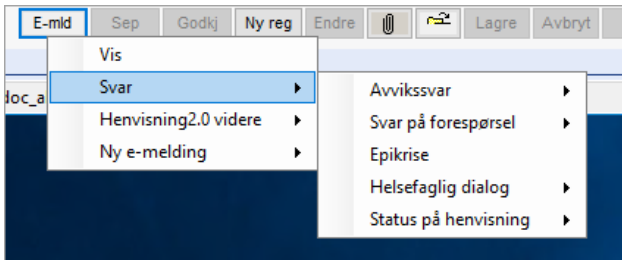 E-mld Sep Godkj Ny reg Endre Lagre Avbryt
Vis
Svar
doc_a
Henvisning2.0 videre
Ny e-melding
Avvikssvar
Svar på forespørsel
Epikrise
Helsefaglig dialog
Status på henvisning